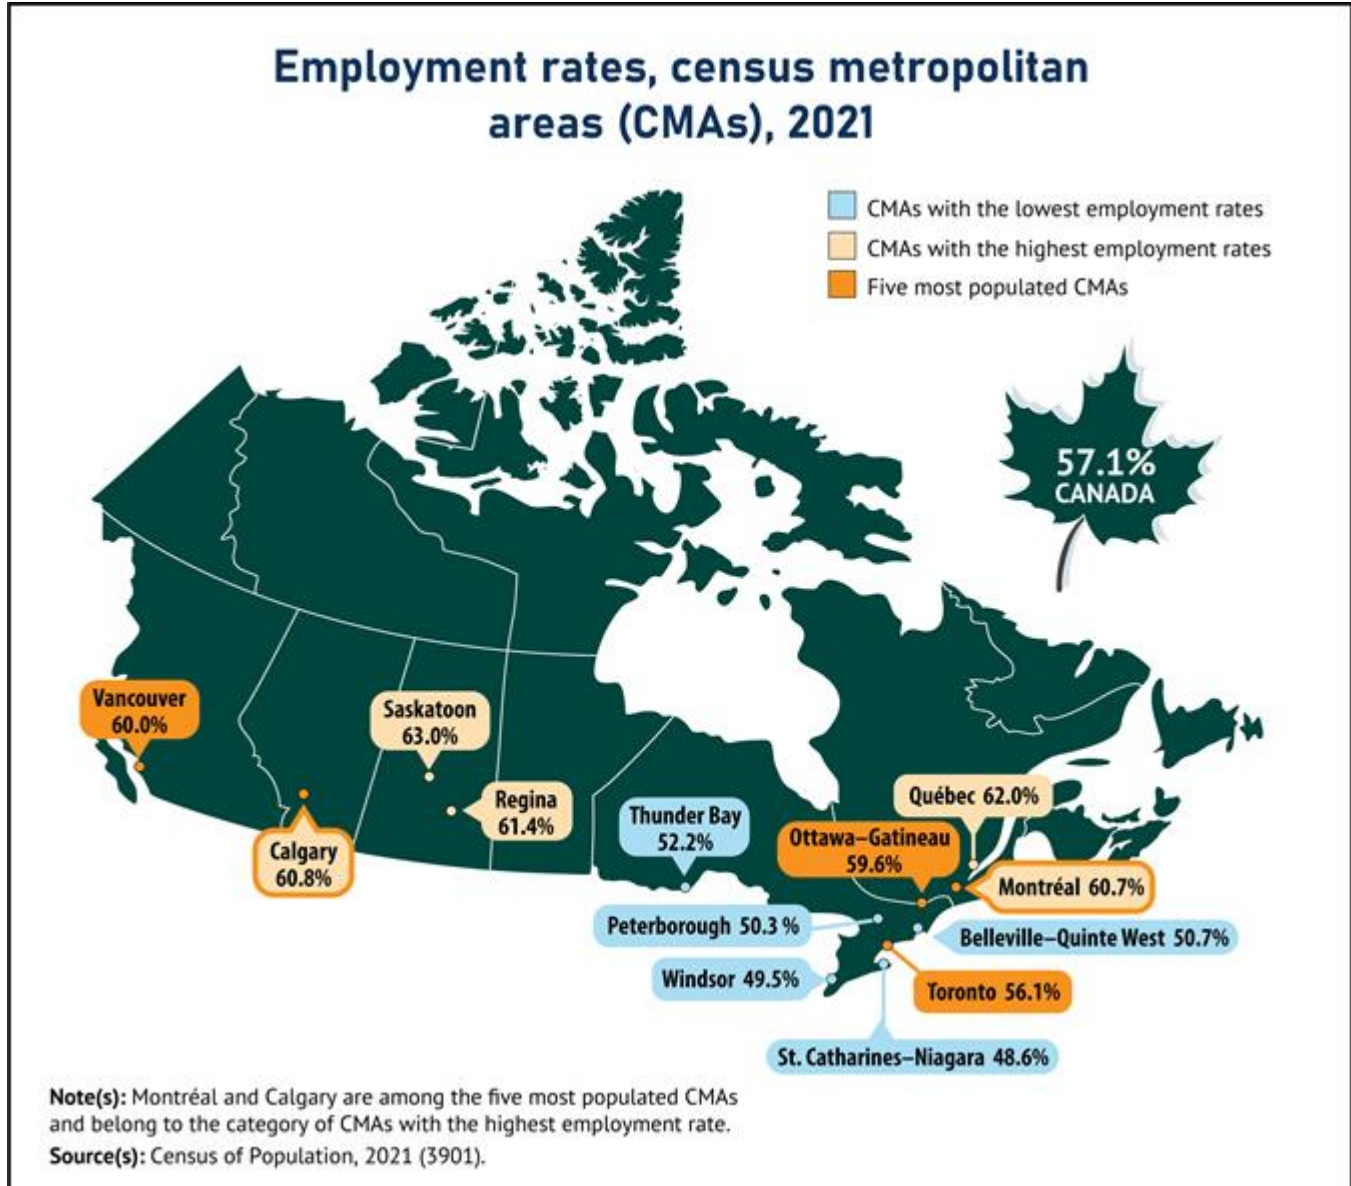 Employment rates, census metropolitan
areas (CMAs), 2021
CMAs with the lowest employment rates
CMAs with the highest employment rates
Five most populated CMAs
57.1%
CANADA
Vancouver
60.0%
Saskatoon
63.0%
Regina
61.4%
Calgary
60.8%
Thunder Bay
52.2%
Québec 62.0%
Ottawa–Gatineau
59.6%
Montréal 60.7%
Peterborough 50.3 %
Belleville–Quinte West 50.7%
Windsor 49.5%
Toronto 56.1%
St. Catharines–Niagara 48.6%
Note(s): Montréal and Calgary are among the five most populated CMAs
and belong to the category of CMAs with the highest employment rate.
Source(s): Census of Population, 2021 (3901).